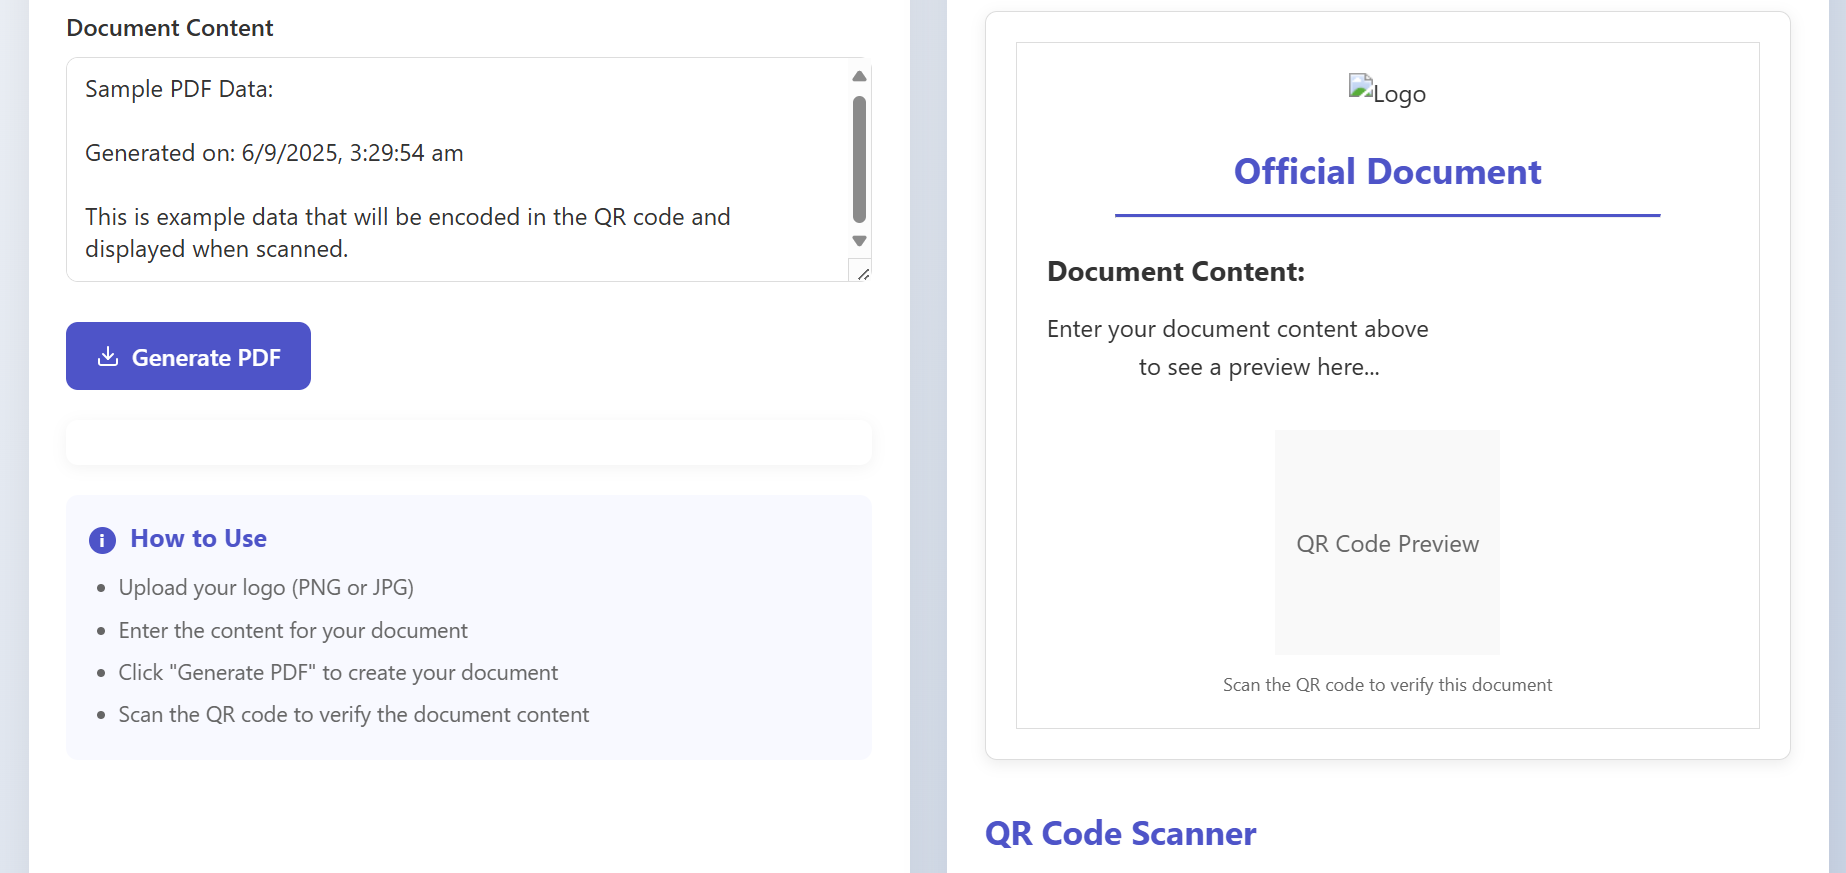 Document Content
Sample PDF Data:
Generated on: 6/9/2025, 3:29:54 am
This is example data that will be encoded in the QR code and
displayed when scanned.
Generate PDF
How to Use
Upload your logo (PNG or JPG)
Enter the content for your document
Click "Generate PDF" to create your document
Scan the QR code to verify the document content
Logo
Official Document
Document Content:
Enter your document content above
to see a preview here...
QR Code Preview
Scan the QR code to verify this document
QR Code Scanner